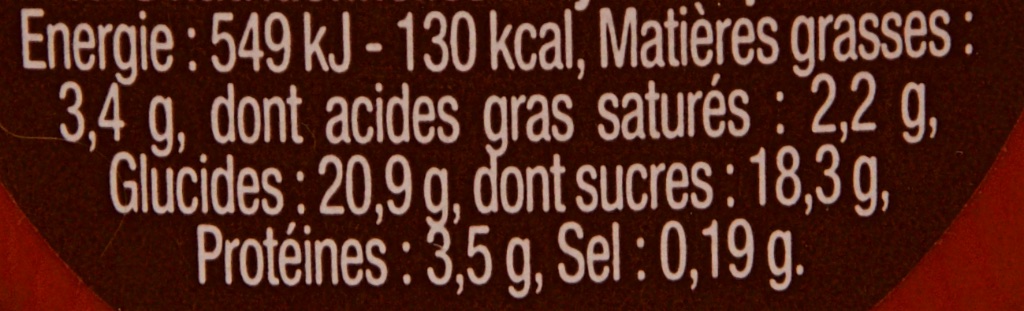 Energie : 549 kJ - 130 kcal, Matières grasses :
3,4 g, dont acides gras saturés : 2,2 g,
Glucides : 20,9 g, dont sucres : 18,3 g,
Protéines : 3,5 g, Sel : 0,19 g.